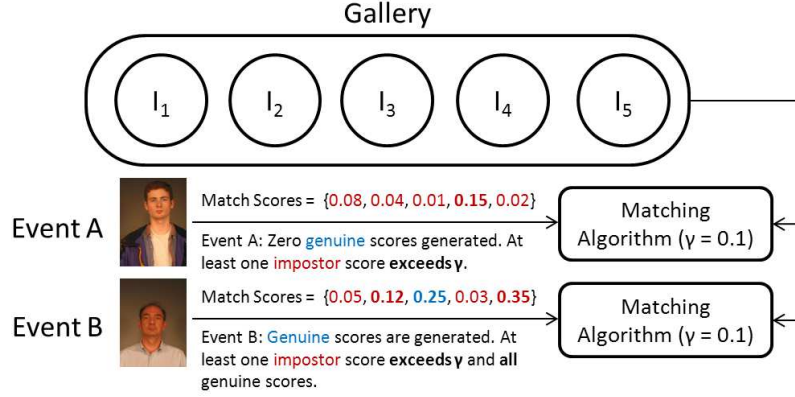 Gallery
I₁ I₂ I₃ I₄ I₅
Event A
Match Scores = {0.08, 0.04, 0.01, 0.15, 0.02}
Event A: Zero genuine scores generated. At
least one impostor score exceeds γ.
Matching
Algorithm (γ = 0.1)
Event B
Match Scores = {0.05, 0.12, 0.25, 0.03, 0.35}
Event B: Genuine scores are generated. At
least one impostor score exceeds γ and all
genuine scores.
Matching
Algorithm (γ = 0.1)